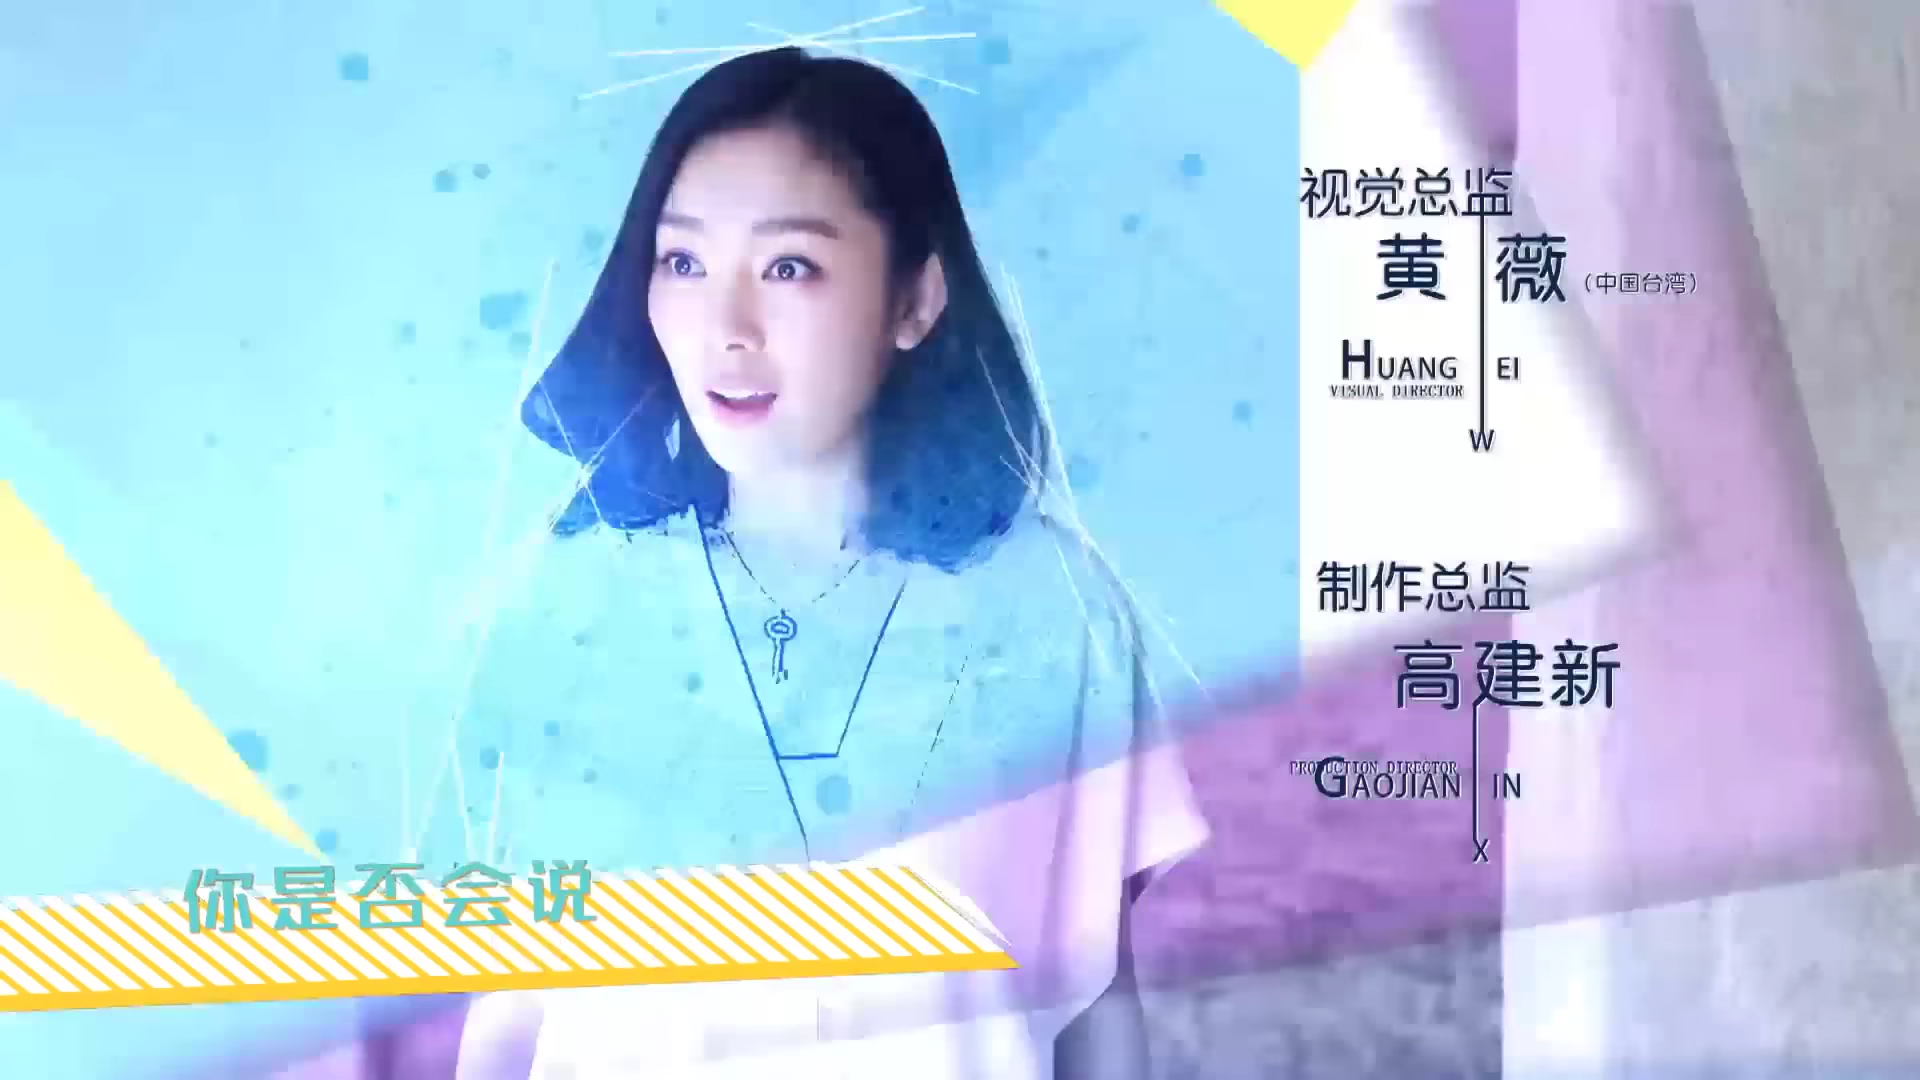 视觉总监
黄薇（中国台湾）
HUANG EI
VISUAL DIRECTOR
W
制作总监
高建新
PRODUCTION DIRECTOR
GAOJIAN IN
X
你是否会说